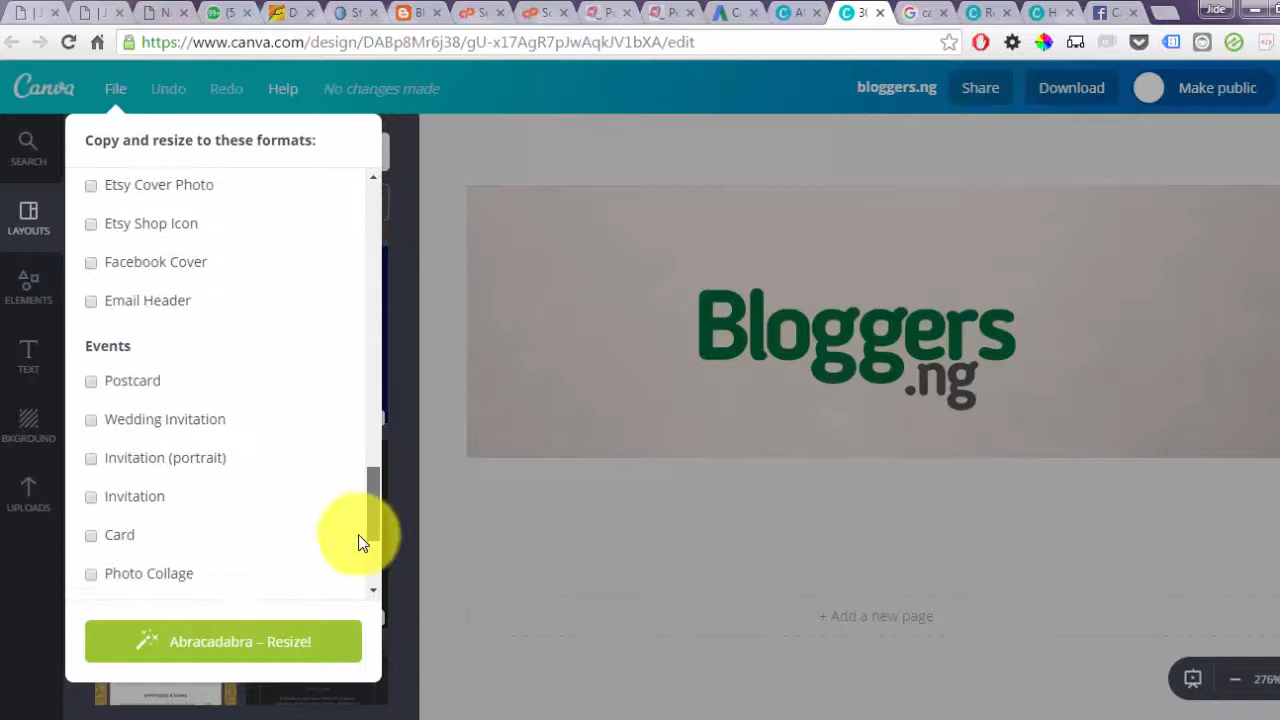 Jide
https://www.canva.com/design/DABp8Mr6j38/gU-x17AgR7pJwAqkJV1bXA/edit
Canva File Undo Redo Help No changes made bloggers.ng Share Download Make public
Copy and resize to these formats:
SEARCH
LAYOUTS
ELEMENTS
TEXT
BKGROUND
UPLOADS
Etsy Cover Photo
Etsy Shop Icon
Facebook Cover
Email Header
Events
Postcard
Wedding Invitation
Invitation (portrait)
Invitation
Card
Photo Collage
Abracadabra – Resize!
Bloggers
.ng
+ Add a new page
276%